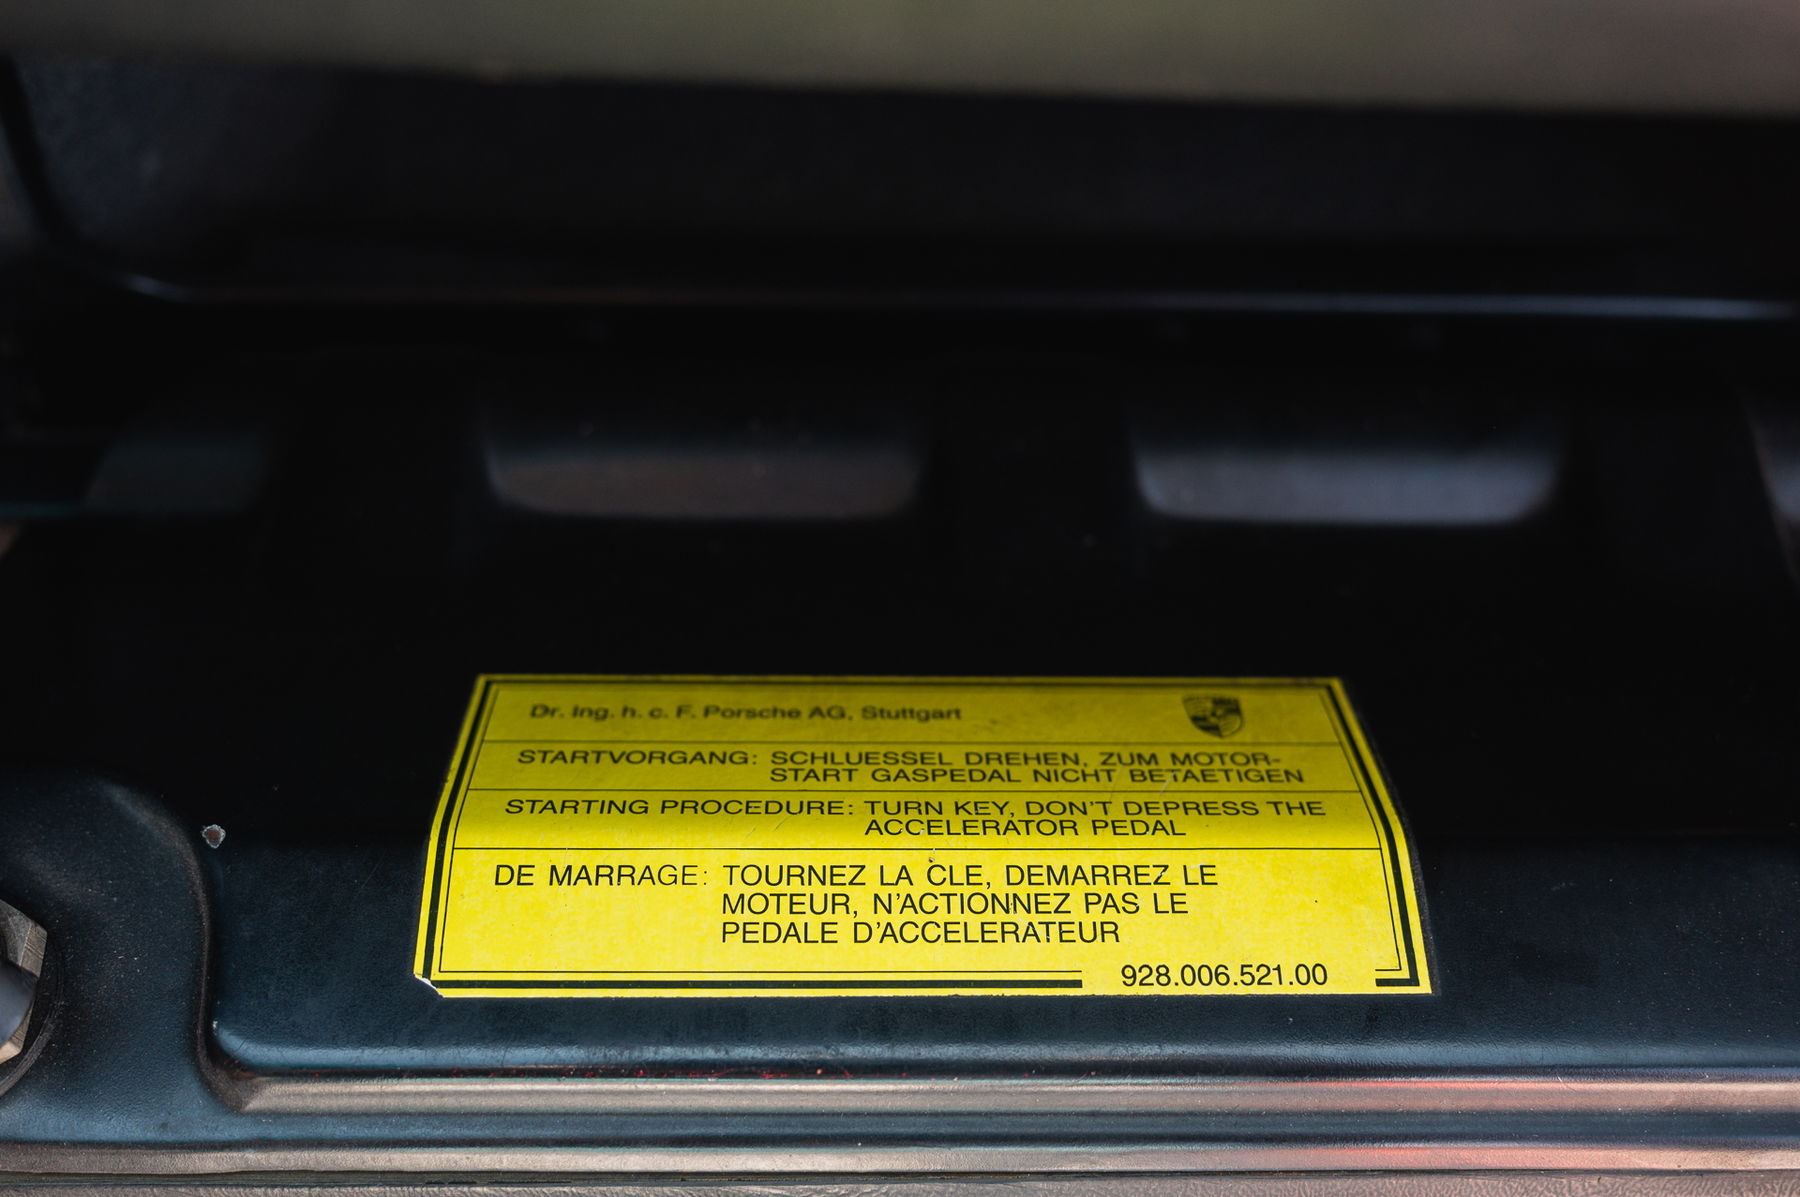 Dr. Ing. h. c. F. Porsche AG, Stuttgart
STARTVORGANG: SCHLUESSEL DREHEN, ZUM MOTOR-
START GASPEDAL NICHT BETAETIGEN
STARTING PROCEDURE: TURN KEY, DON'T DEPRESS THE
ACCELERATOR PEDAL
DE MARRAGE: TOURNEZ LA CLE, DEMARREZ LE
MOTEUR, N'ACTIONNEZ PAS LE
PEDALE D'ACCELERATEUR
928.006.521.00